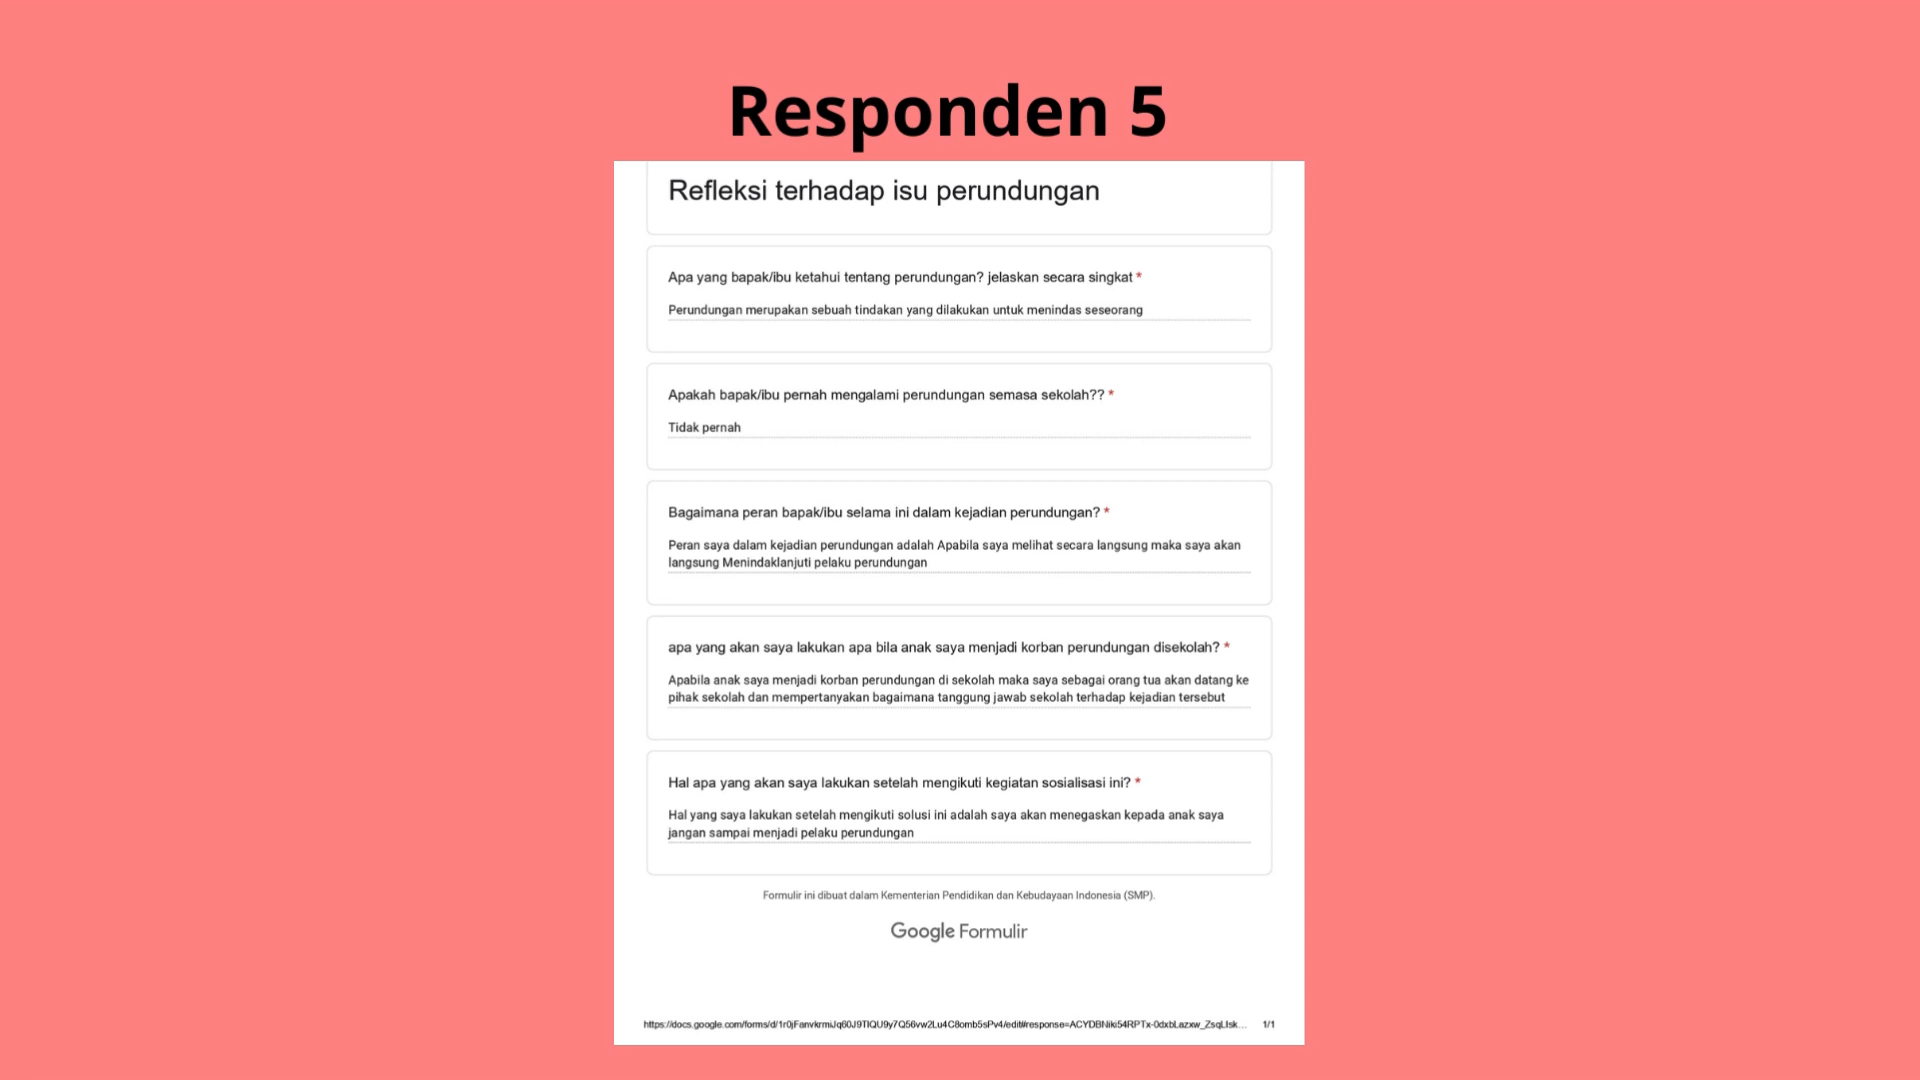 Responden 5
Refleksi terhadap isu perundungan
Apa yang bapak/ibu ketahui tentang perundungan? jelaskan secara singkat *
Perundungan merupakan sebuah tindakan yang dilakukan untuk menindas seseorang
Apakah bapak/ibu pernah mengalami perundungan semasa sekolah?? *
Tidak pernah
Bagaimana peran bapak/ibu selama ini dalam kejadian perundungan? *
Peran saya dalam kejadian perundungan adalah Apabila saya melihat secara langsung maka saya akan
langsung Menindaklanjuti pelaku perundungan
apa yang akan saya lakukan apa bila anak saya menjadi korban perundungan disekolah? *
Apabila anak saya menjadi korban perundungan di sekolah maka saya sebagai orang tua akan datang ke
pihak sekolah dan mempertanyakan bagaimana tanggung jawab sekolah terhadap kejadian tersebut
Hal apa yang akan saya lakukan setelah mengikuti kegiatan sosialisasi ini? *
Hal yang saya lakukan setelah mengikuti solusi ini adalah saya akan menegaskan kepada anak saya
jangan sampai menjadi pelaku perundungan
Formulir ini dibuat dalam Kementerian Pendidikan dan Kebudayaan Indonesia (SMP).
Google Formulir
1/1